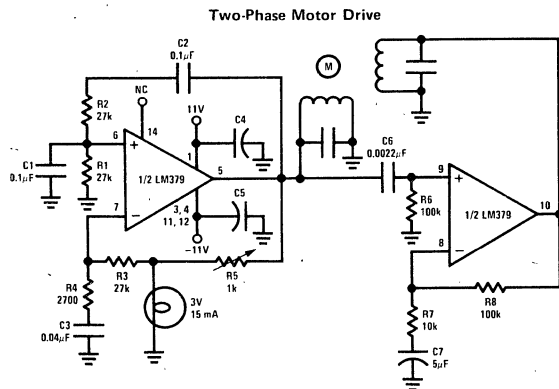 Two-Phase Motor Drive
C2
0.1μF
NC
R2
27k
14
11V
C4
6
+
1
C1
0.1μF
R1
27k
1/2 LM379
5
C5
7
−
3, 4
11, 12
−11V
R3
27k
R5
1k
R4
2700
C3
0.04μF
3V
15 mA
M
C6
0.0022μF
9
+
R6
100k
1/2 LM379
10
8
−
R7
10k
R8
100k
C7
5μF